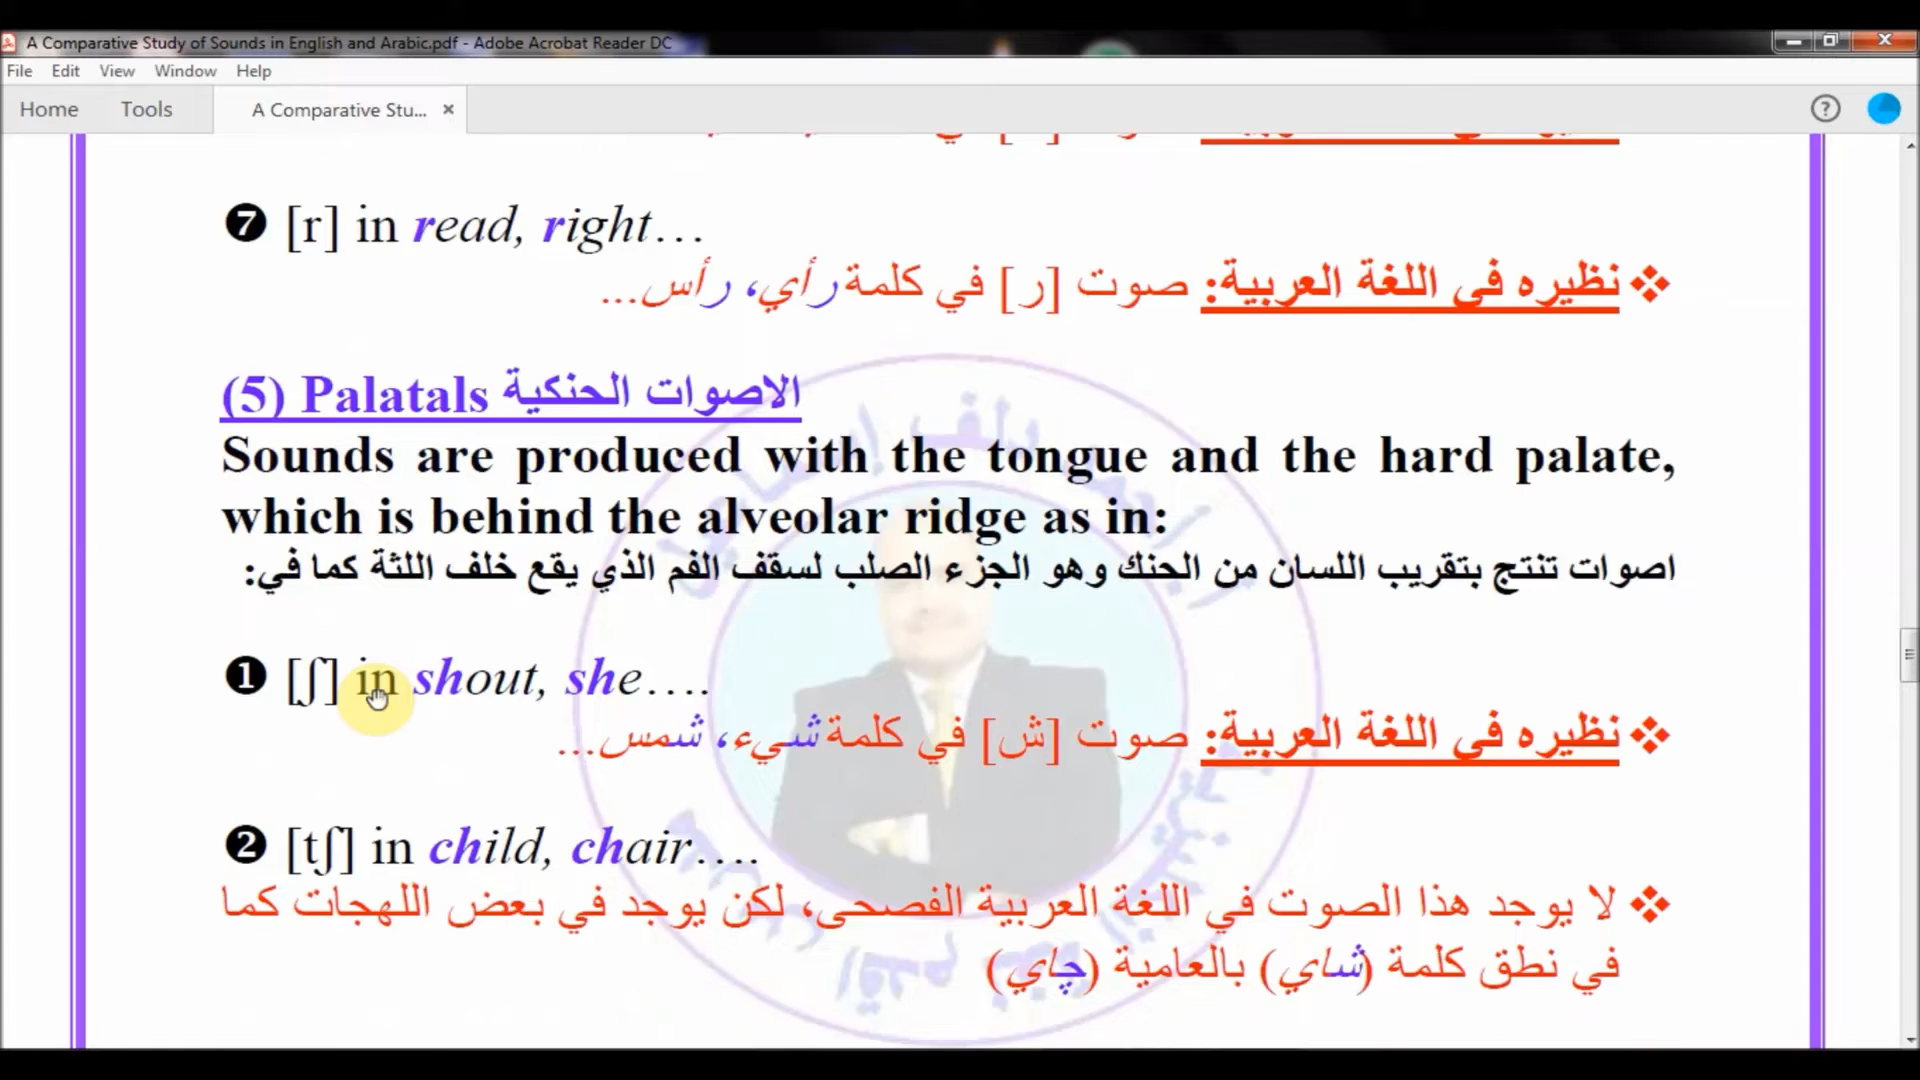 A Comparative Study of Sounds in English and Arabic.pdf - Adobe Acrobat Reader DC
File Edit View Window Help
Home Tools A Comparative Stu... ×
❼ [r] in read, right…
❖ نظيره في اللغة العربية: صوت [ر] في كلمة رأي، رأس...
(5) Palatals الاصوات الحنكية
Sounds are produced with the tongue and the hard palate,
which is behind the alveolar ridge as in:
اصوات تنتج بتقريب اللسان من الحنك وهو الجزء الصلب لسقف الفم الذي يقع خلف اللثة كما في:
❶ [ʃ] in shout, she….
❖ نظيره في اللغة العربية: صوت [ش] في كلمة شيء، شمس...
❷ [tʃ] in child, chair….
❖ لا يوجد هذا الصوت في اللغة العربية الفصحى، لكن يوجد في بعض اللهجات كما
في نطق كلمة (شاي) بالعامية (چاي)